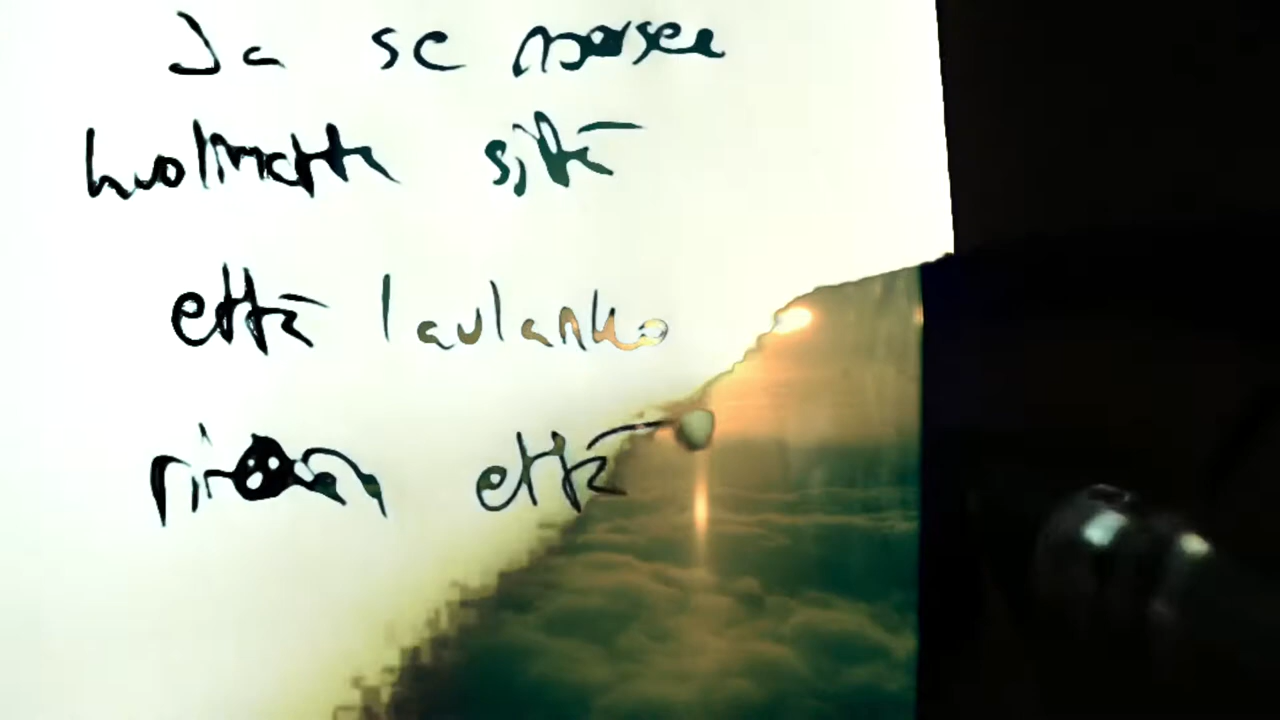 Ja se nousee
huolimatta siitä
että laulanko
että